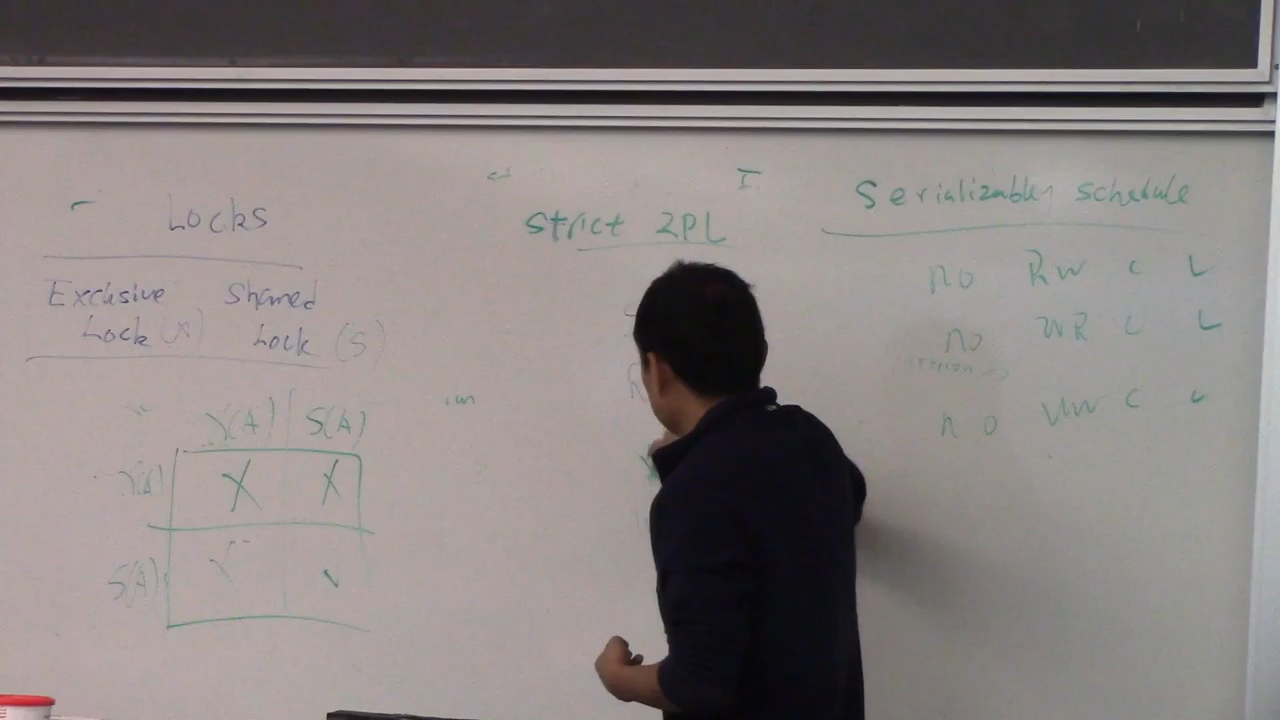 Locks
Exclusive Shared
Lock (X) Lock (S)
X(A) S(A)
X(A) X X
S(A) ✓ ✓
Strict 2PL
I
Serializable schedule
no RW C L
no WR C L
no WW C L